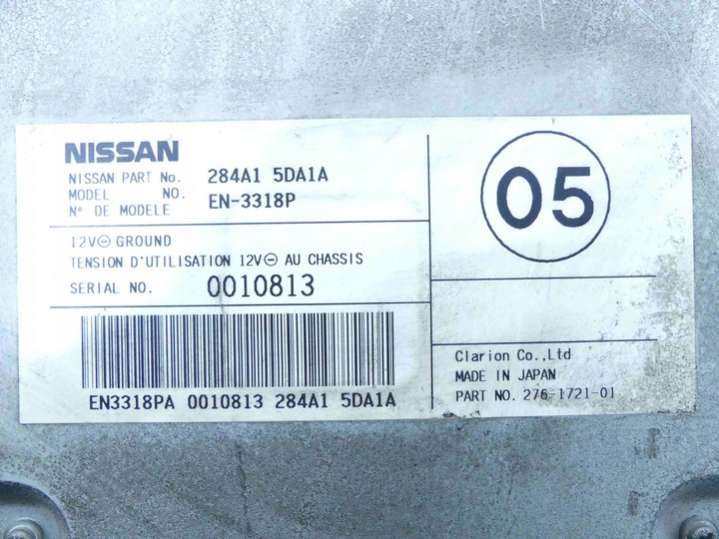 NISSAN
NISSAN PART No. 284A1 5DA1A
MODEL NO. EN-3318P
N° DE MODELE
12V⊖ GROUND
TENSION D'UTILISATION 12V⊖ AU CHASSIS
SERIAL NO. 0010813
EN3318PA 0010813 284A1 5DA1A
05
Clarion Co.,Ltd
MADE IN JAPAN
PART NO. 276-1721-01